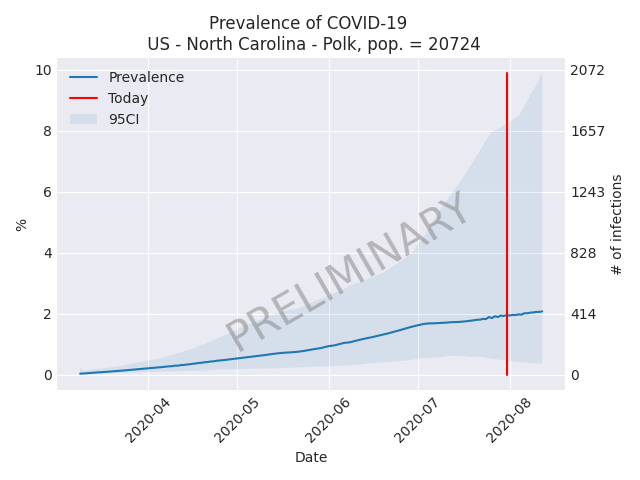 Prevalence of COVID-19
US - North Carolina - Polk, pop. = 20724
Prevalence
Today
95CI
PRELIMINARY
%
10
8
6
4
2
0
2072
1657
1243
828
414
0
# of infections
2020-04
2020-05
2020-06
2020-07
2020-08
Date